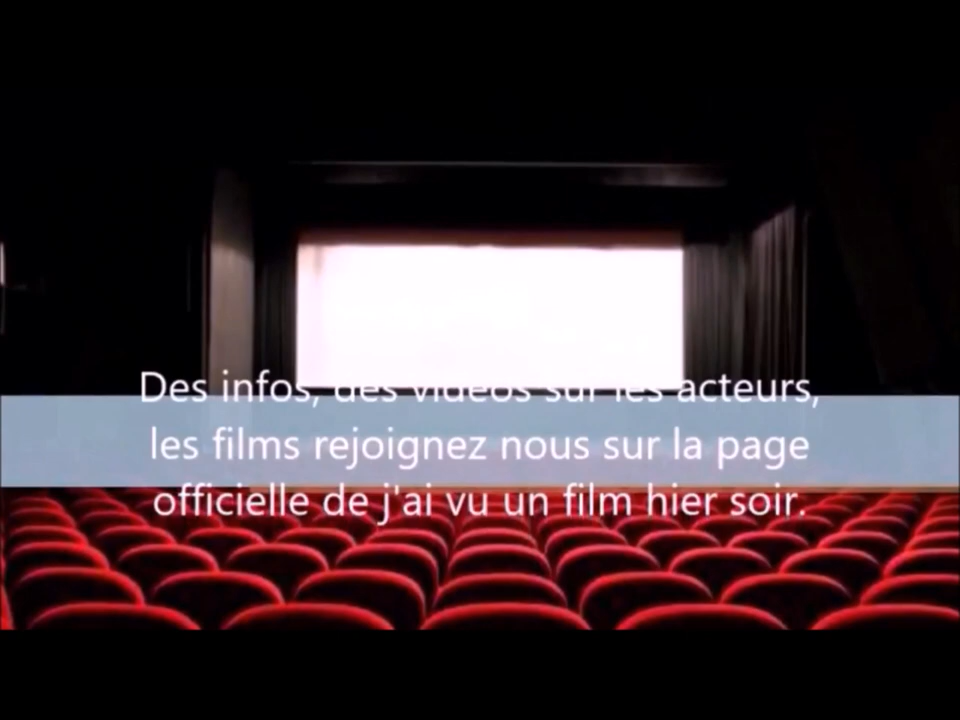 Des infos, des vidéos sur les acteurs,
les films rejoignez nous sur la page
officielle de j'ai vu un film hier soir.